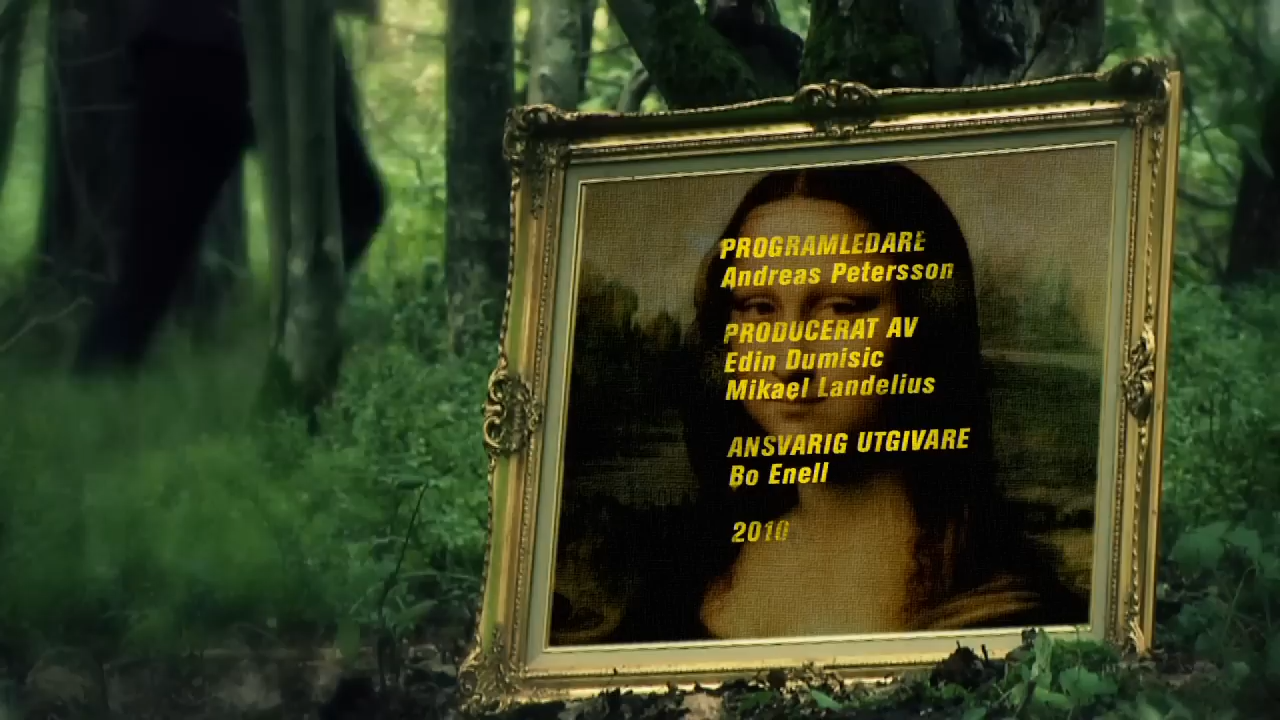 PROGRAMLEDARE
Andreas Petersson
PRODUCERAT AV
Edin Dumisic
Mikael Landelius
ANSVARIG UTGIVARE
Bo Enell
2010